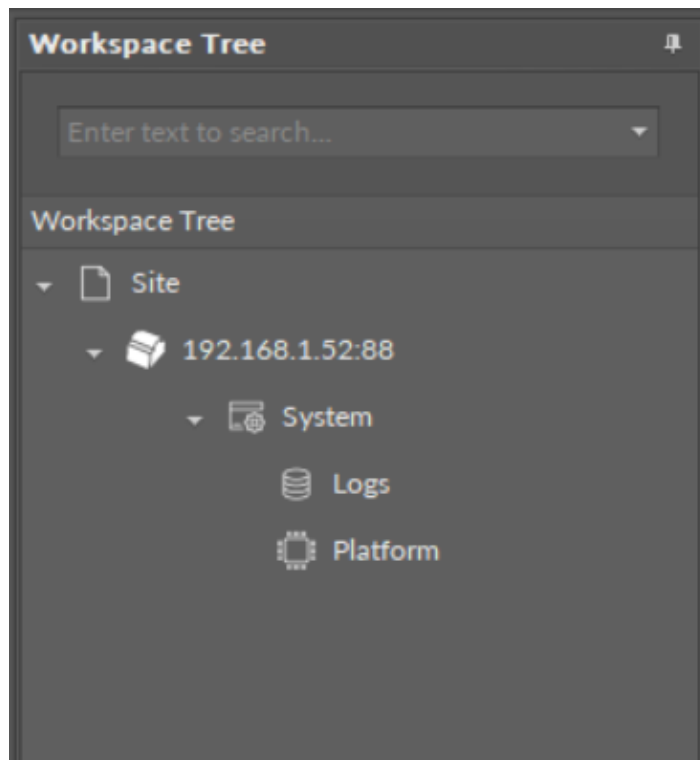 Workspace Tree
Enter text to search...
Workspace Tree
Site
192.168.1.52:88
System
Logs
Platform